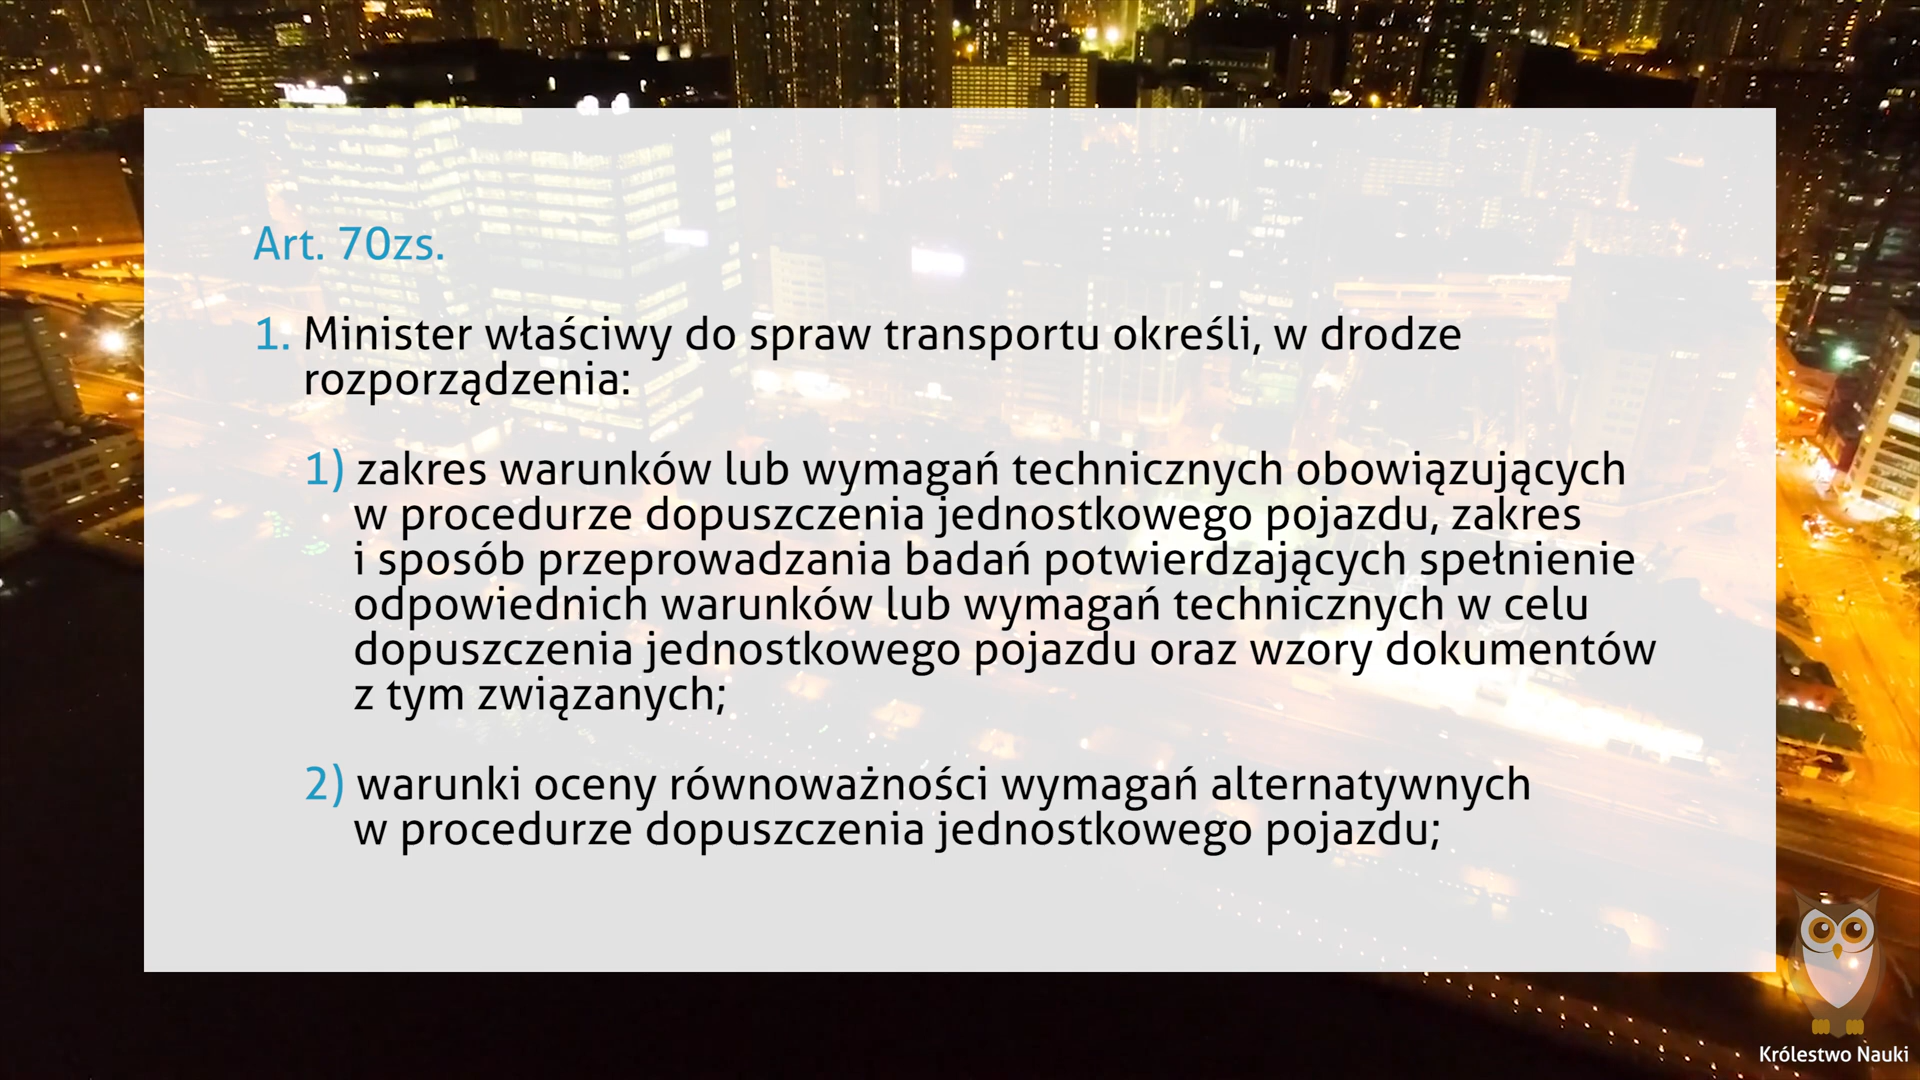 Art. 70zs.
1. Minister właściwy do spraw transportu określi, w drodze
rozporządzenia:
1) zakres warunków lub wymagań technicznych obowiązujących
w procedurze dopuszczenia jednostkowego pojazdu, zakres
i sposób przeprowadzania badań potwierdzających spełnienie
odpowiednich warunków lub wymagań technicznych w celu
dopuszczenia jednostkowego pojazdu oraz wzory dokumentów
z tym związanych;
2) warunki oceny równoważności wymagań alternatywnych
w procedurze dopuszczenia jednostkowego pojazdu;
Królestwo Nauki